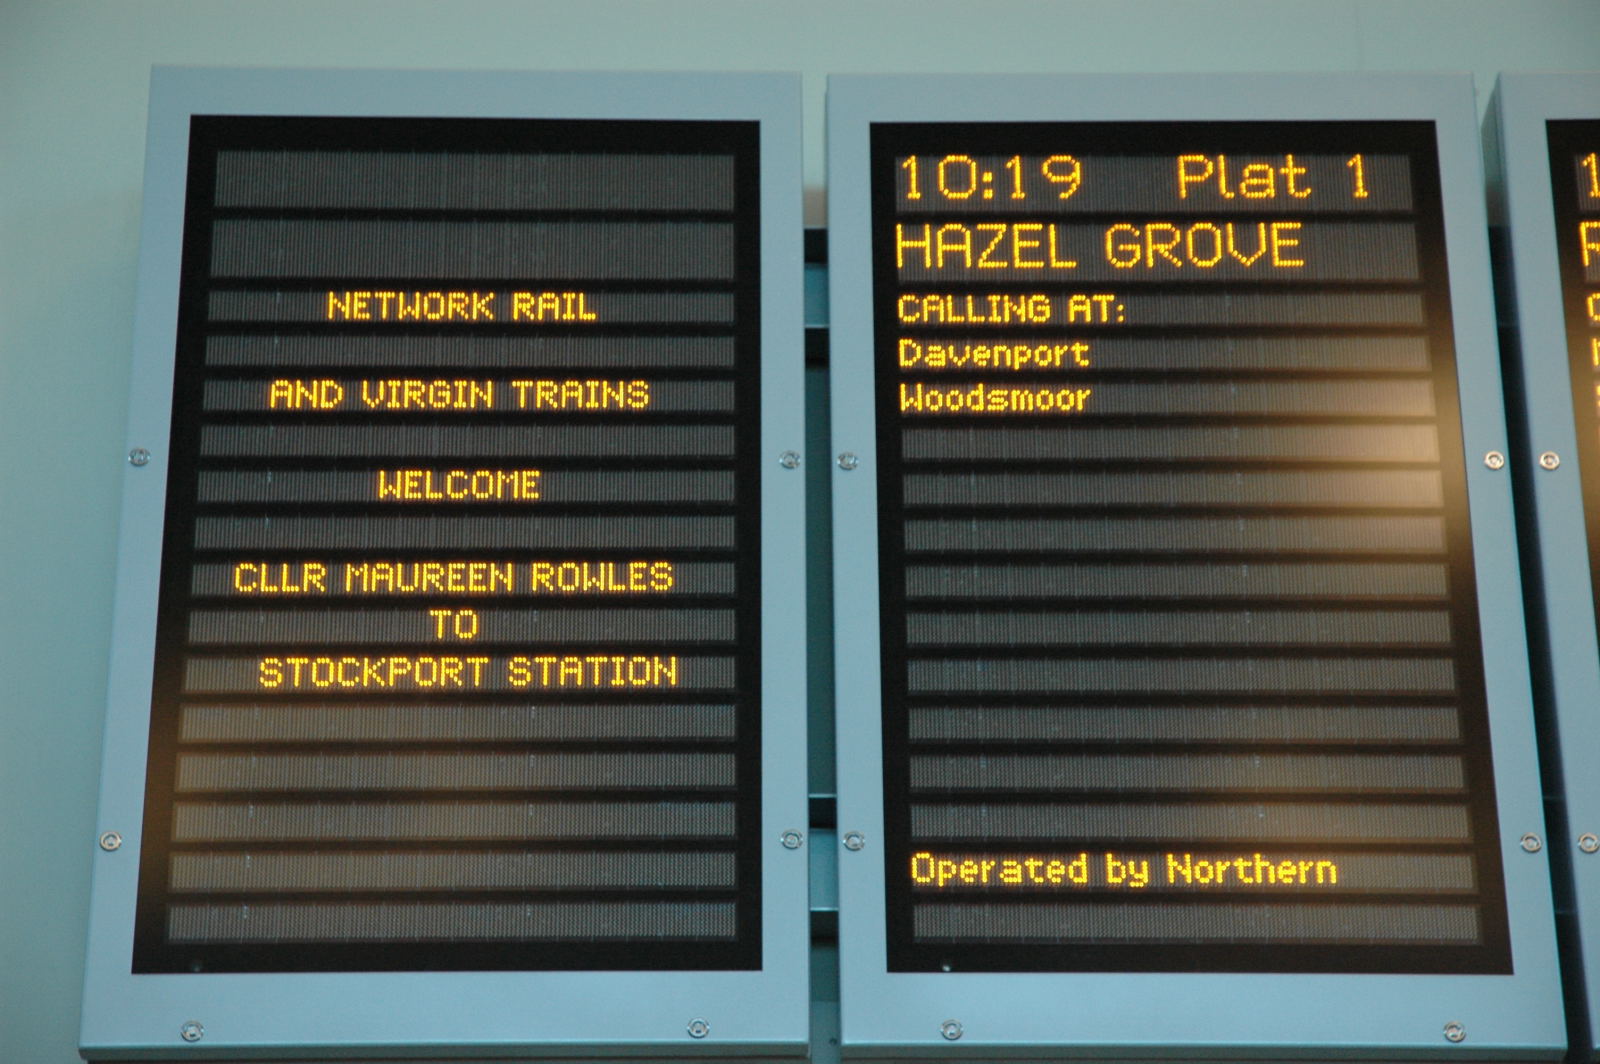 NETWORK RAIL
AND VIRGIN TRAINS
WELCOME
CLLR MAUREEN ROWLES
TO
STOCKPORT STATION
10:19 Plat 1
HAZEL GROVE
CALLING AT:
Davenport
Woodsmoor
Operated by Northern